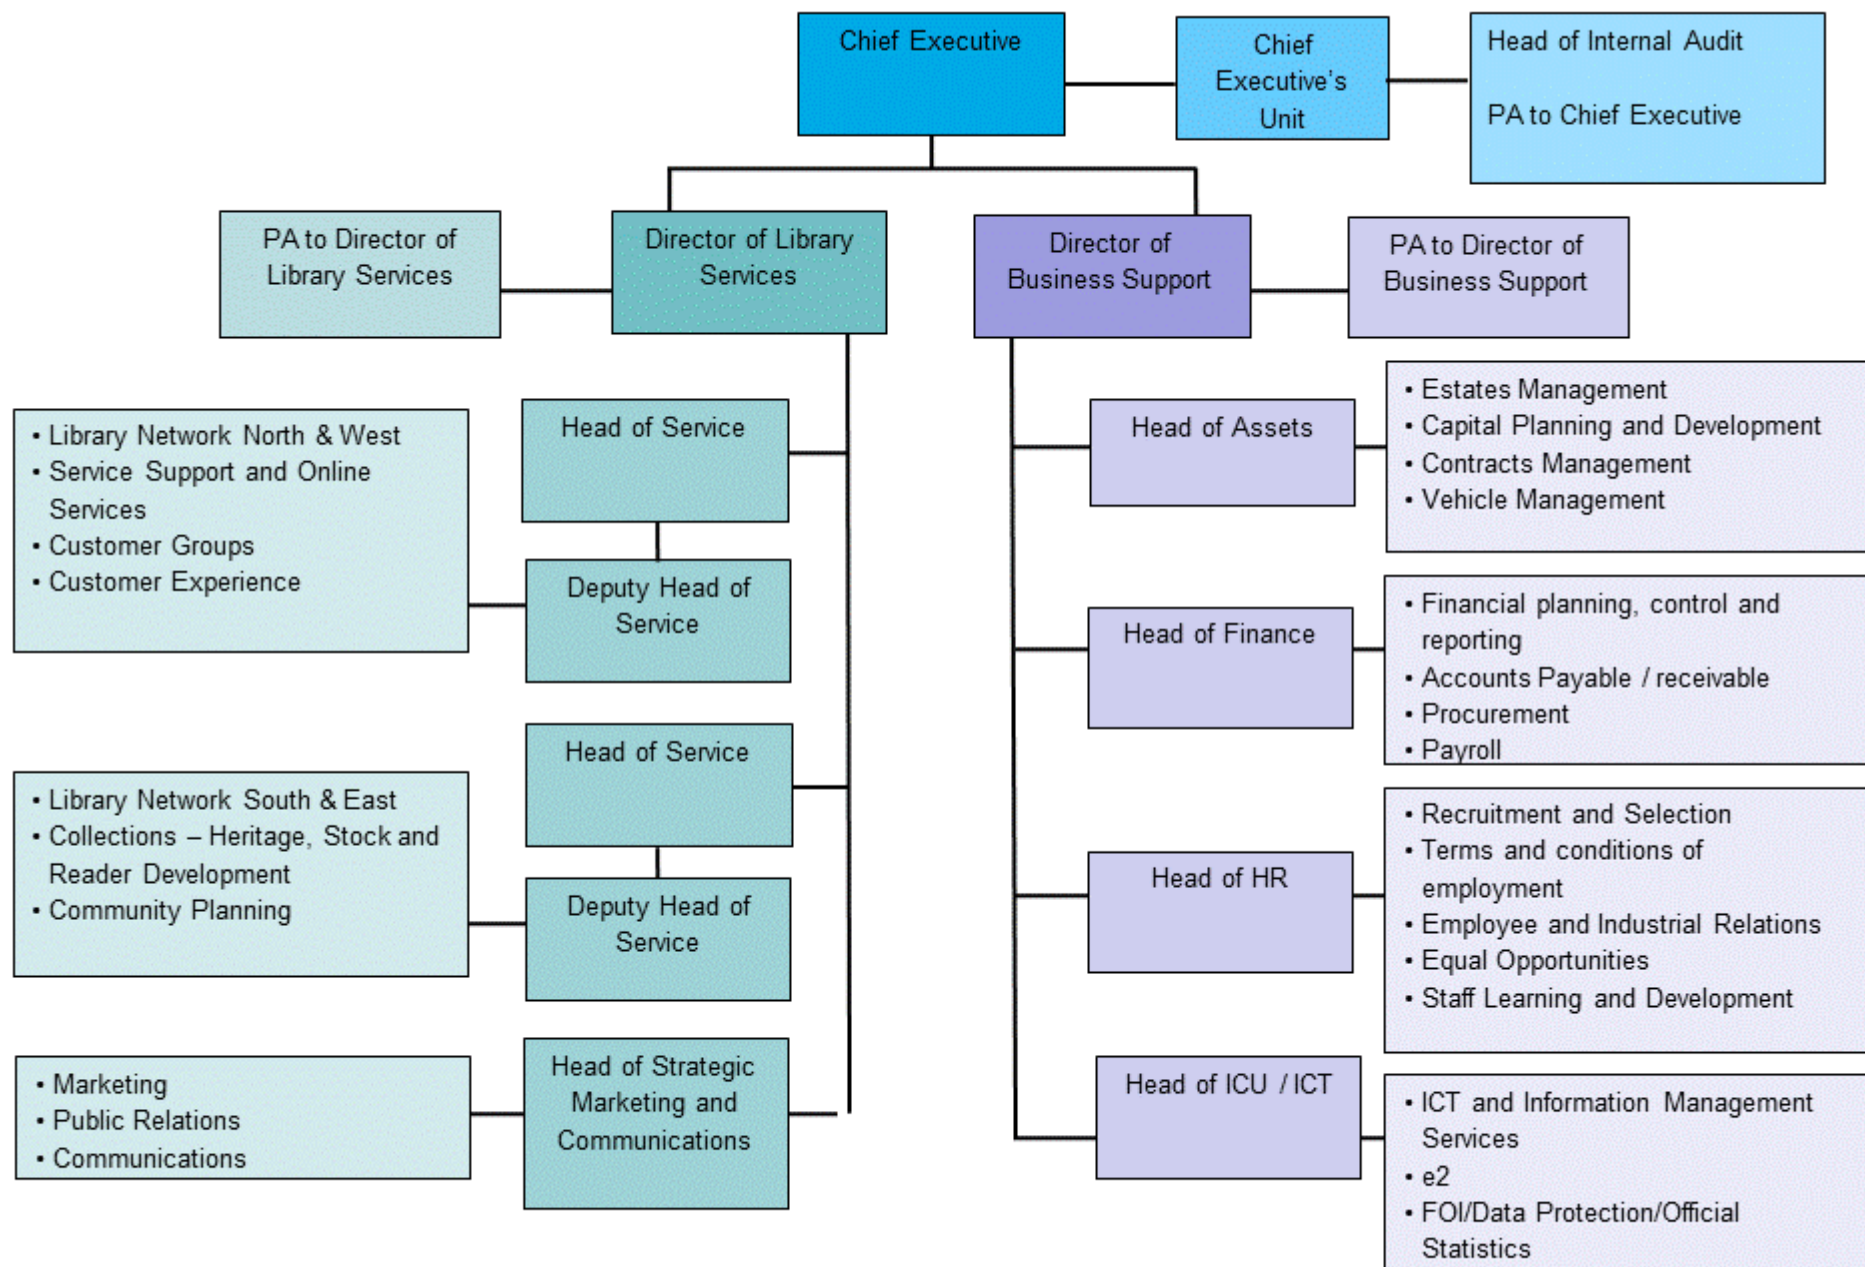 Chief Executive
Chief
Executive's
Unit
Head of Internal Audit
PA to Chief Executive
PA to Director of
Library Services
Director of Library
Services
Director of
Business Support
PA to Director of
Business Support
• Library Network North & West
• Service Support and Online
Services
• Customer Groups
• Customer Experience
Head of Service
Deputy Head of
Service
• Library Network South & East
• Collections – Heritage, Stock and
Reader Development
• Community Planning
Head of Service
Deputy Head of
Service
• Marketing
• Public Relations
• Communications
Head of Strategic
Marketing and
Communications
Head of Assets
• Estates Management
• Capital Planning and Development
• Contracts Management
• Vehicle Management
Head of Finance
• Financial planning, control and
reporting
• Accounts Payable / receivable
• Procurement
• Payroll
Head of HR
• Recruitment and Selection
• Terms and conditions of
employment
• Employee and Industrial Relations
• Equal Opportunities
• Staff Learning and Development
Head of ICU / ICT
• ICT and Information Management
Services
• e2
• FOI/Data Protection/Official
Statistics